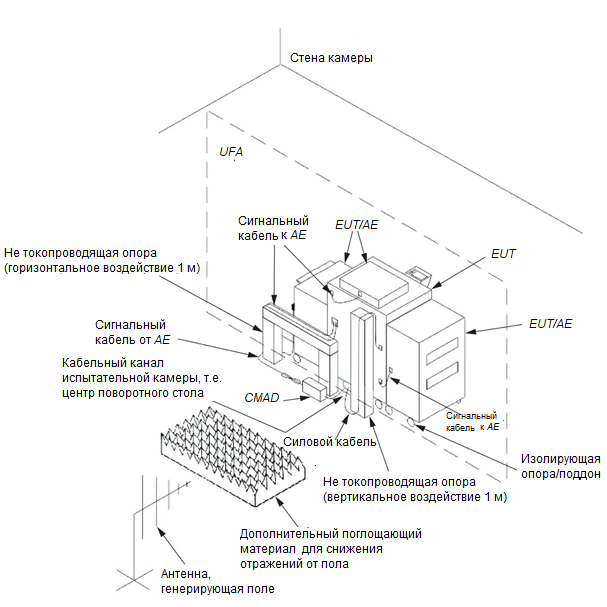 Стена камеры
UFA
Сигнальный
кабель к AE
EUT/AE
EUT
Не токопроводящая опора
(горизонтальное воздействие 1 м)
EUT/AE
Сигнальный
кабель от AE
Кабельный канал
испытательной камеры, т.е.
центр поворотного стола
CMAD
Сигнальный
кабель к AE
Силовой кабель
Изолирующая
опора/поддон
Не токопроводящая опора
(вертикальное воздействие 1 м)
Дополнительный поглощающий
материал для снижения
отражений от пола
Антенна,
генерирующая поле